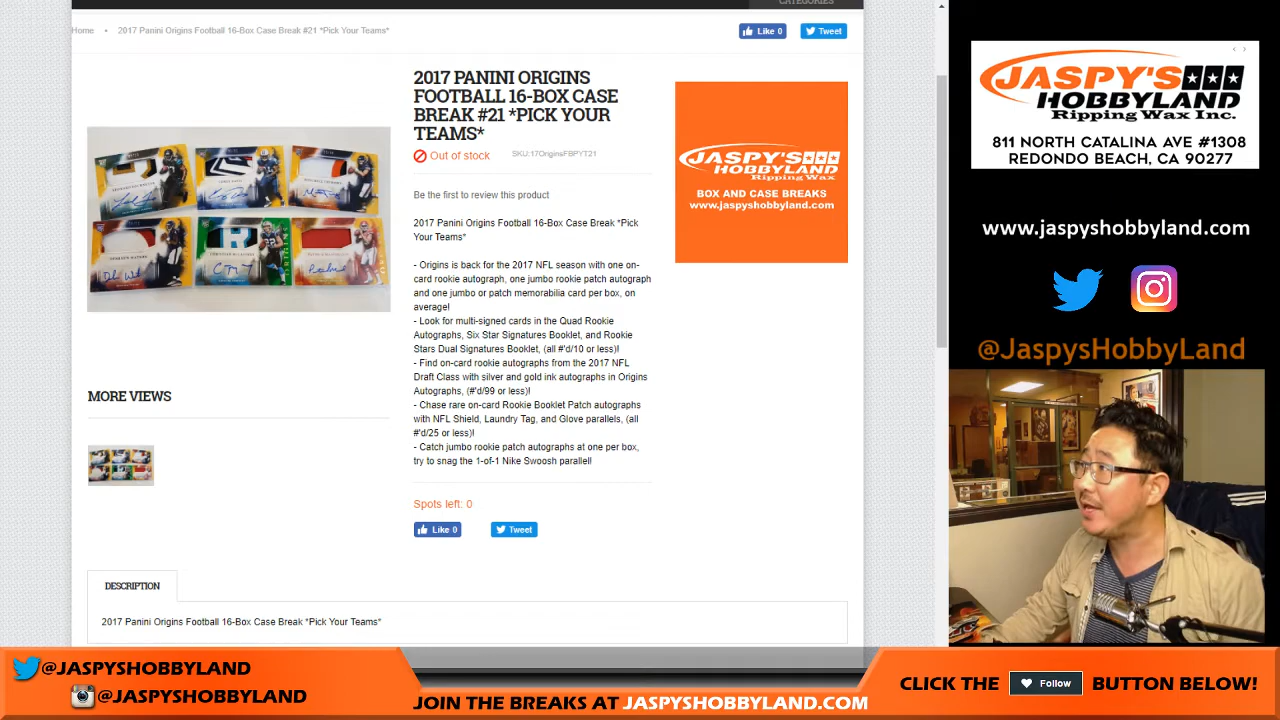 CATEGORIES
Home • 2017 Panini Origins Football 16-Box Case Break #21 *Pick Your Teams*
Like 0
Tweet
2017 PANINI ORIGINS
FOOTBALL 16-BOX CASE
BREAK #21 *PICK YOUR
TEAMS*
Out of stock
SKU:17OriginsFBPYT21
Be the first to review this product
2017 Panini Origins Football 16-Box Case Break *Pick
Your Teams*
- Origins is back for the 2017 NFL season with one on-
card rookie autograph, one jumbo rookie patch autograph
and one jumbo or patch memorabilia card per box, on
average!
- Look for multi-signed cards in the Quad Rookie
Autographs, Six Star Signatures Booklet, and Rookie
Stars Dual Signatures Booklet, (all #'d/10 or less)!
- Find on-card rookie autographs from the 2017 NFL
Draft Class with silver and gold ink autographs in Origins
Autographs, (#'d/99 or less)!
- Chase rare on-card Rookie Booklet Patch autographs
with NFL Shield, Laundry Tag, and Glove parallels, (all
#'d/25 or less)!
- Catch jumbo rookie patch autographs at one per box,
try to snag the 1-of-1 Nike Swoosh parallel!
Spots left: 0
Like 0
Tweet
MORE VIEWS
DESCRIPTION
2017 Panini Origins Football 16-Box Case Break *Pick Your Teams*
JASPY'S
HOBBYLAND
Ripping Wax
BOX AND CASE BREAKS
www.jaspyshobbyland.com
JASPY'S
HOBBYLAND
Ripping Wax Inc.
811 NORTH CATALINA AVE #1308
REDONDO BEACH, CA 90277
www.jaspyshobbyland.com
@JaspysHobbyLand
@JASPYSHOBBYLAND
@JASPYSHOBBYLAND
JOIN THE BREAKS AT JASPYSHOBBYLAND.COM
CLICK THE Follow BUTTON BELOW!